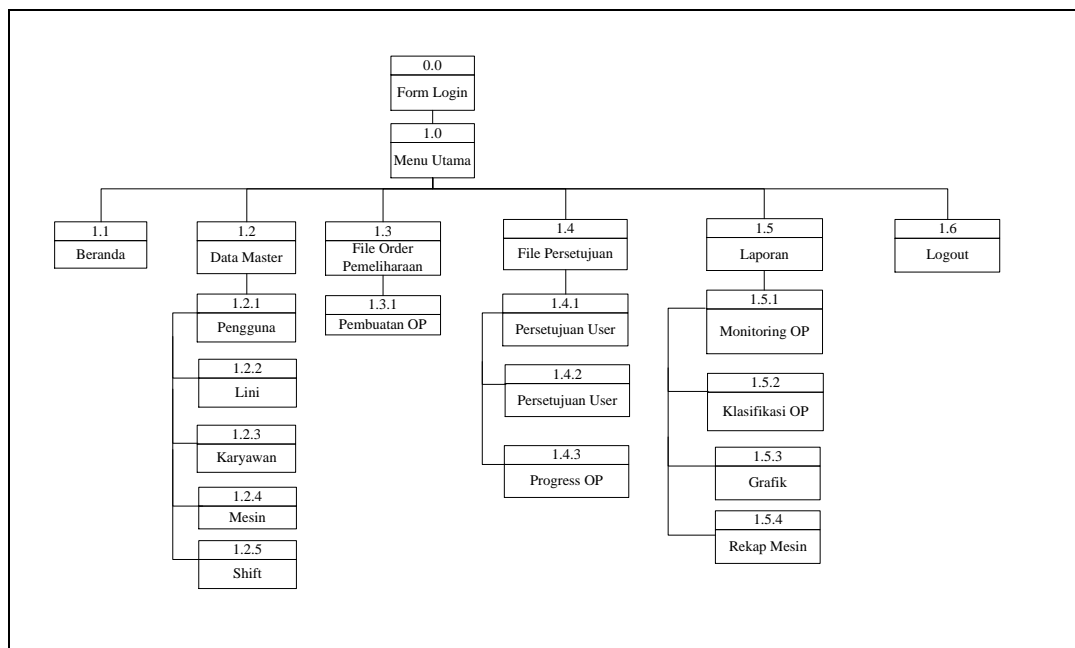 0.0
Form Login
1.0
Menu Utama
1.1
Beranda
1.2
Data Master
1.3
File Order
Pemeliharaan
1.4
File Persetujuan
1.5
Laporan
1.6
Logout
1.2.1
Pengguna
1.2.2
Lini
1.2.3
Karyawan
1.2.4
Mesin
1.2.5
Shift
1.3.1
Pembuatan OP
1.4.1
Persetujuan User
1.4.2
Persetujuan User
1.4.3
Progress OP
1.5.1
Monitoring OP
1.5.2
Klasifikasi OP
1.5.3
Grafik
1.5.4
Rekap Mesin